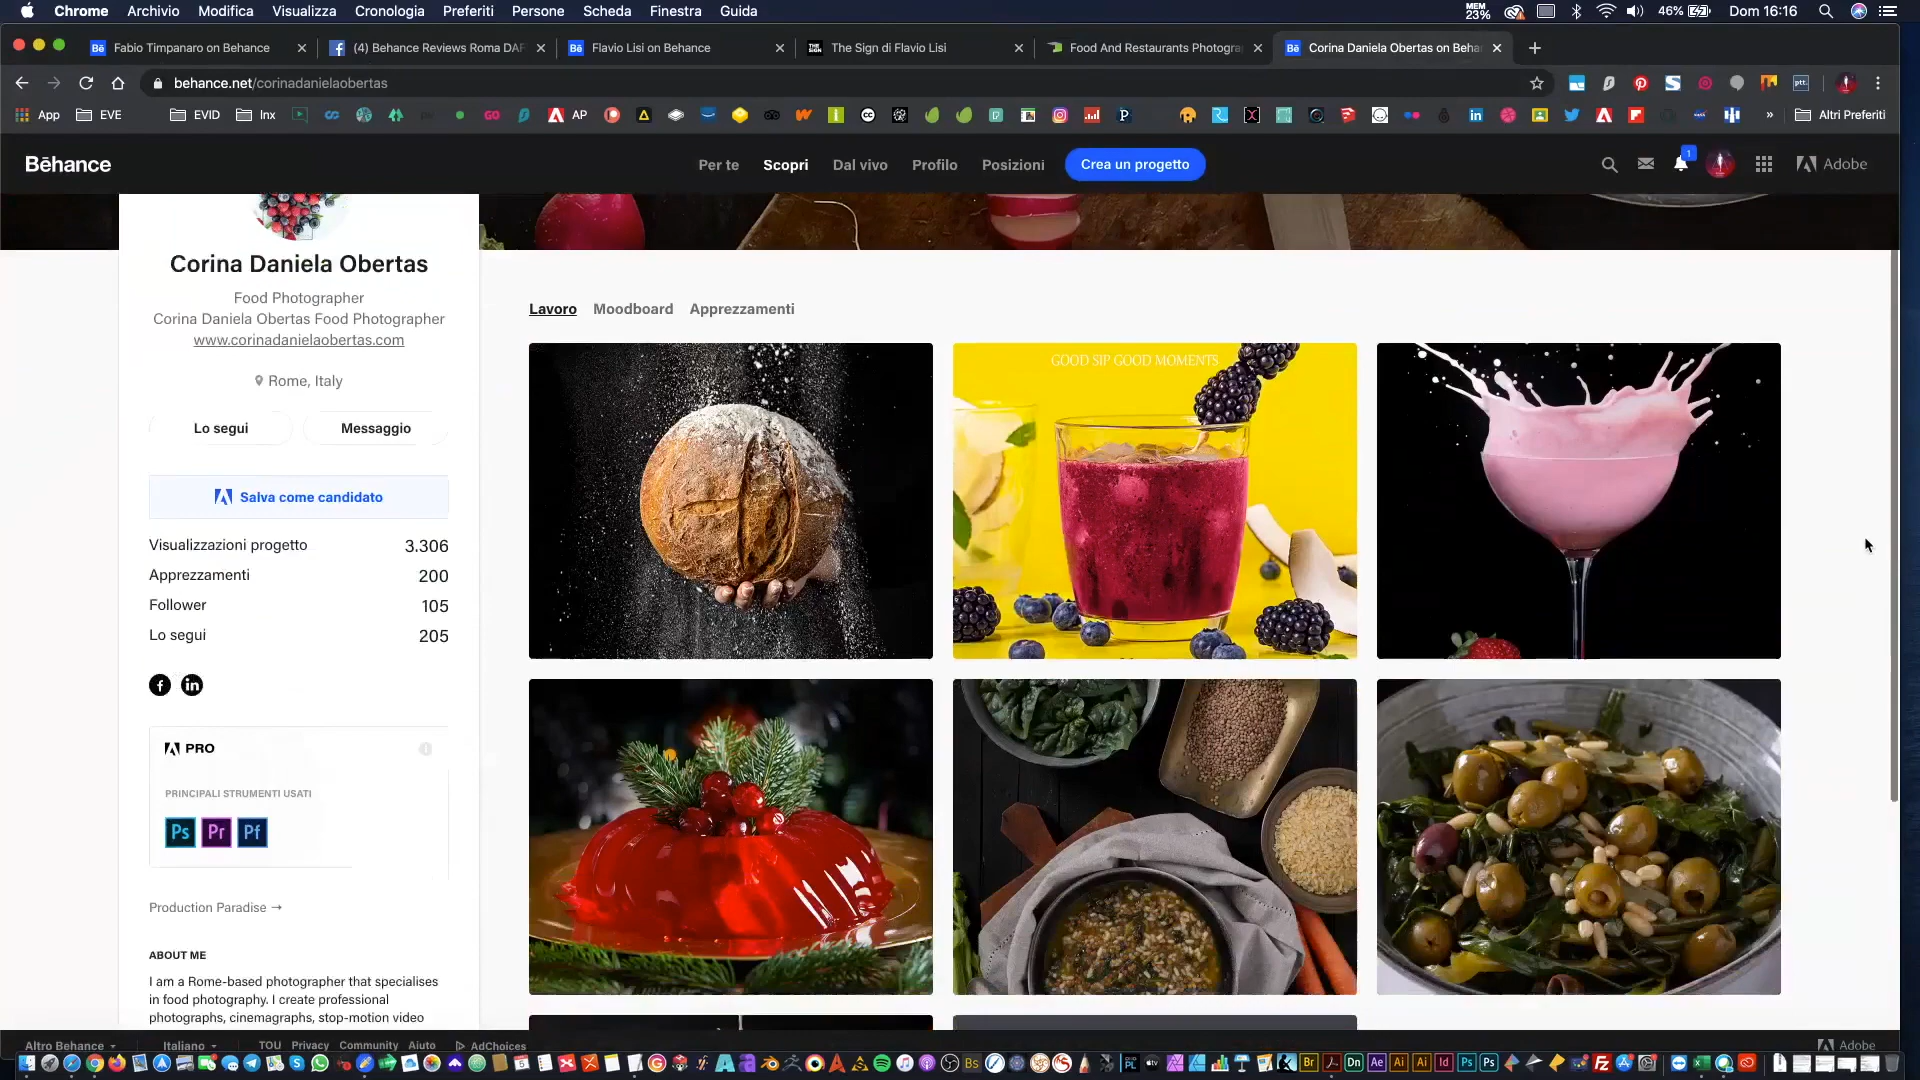 Chrome Archivio Modifica Visualizza Cronologia Preferiti Persone Scheda Finestra Guida
MEM 23% 46% Dom 16:16
Fabio Timpanaro on Behance
(4) Behance Reviews Roma DAF
Flavio Lisi on Behance
The Sign di Flavio Lisi
Food And Restaurants Photogra
Corina Daniela Obertas on Beha
behance.net/corinadanielaobertas
App EVE EVID Inx AP Altri Preferiti
Bēhance
Per te Scopri Dal vivo Profilo Posizioni Crea un progetto
1
Adobe
Corina Daniela Obertas
Food Photographer
Corina Daniela Obertas Food Photographer
www.corinadanielaobertas.com
Rome, Italy
Lo segui Messaggio
Salva come candidato
Visualizzazioni progetto 3.306
Apprezzamenti 200
Follower 105
Lo segui 205
PRO
PRINCIPALI STRUMENTI USATI
Ps Pr Pf
Production Paradise →
ABOUT ME
I am a Rome-based photographer that specialises
in food photography. I create professional
photographs, cinemagraphs, stop-motion video
Lavoro Moodboard Apprezzamenti
GOOD SIP GOOD MOMENTS
Altro Behance Italiano TOU Privacy Community Aiuto AdChoices
Adobe